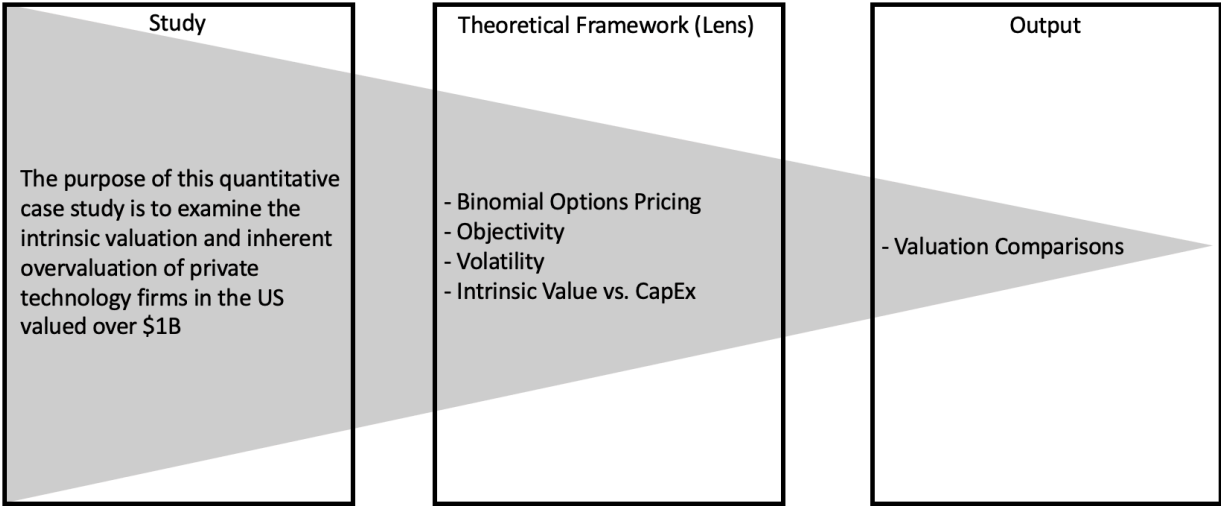 Study
The purpose of this quantitative
case study is to examine the
intrinsic valuation and inherent
overvaluation of private
technology firms in the US
valued over $1B
Theoretical Framework (Lens)
- Binomial Options Pricing
- Objectivity
- Volatility
- Intrinsic Value vs. CapEx
Output
- Valuation Comparisons